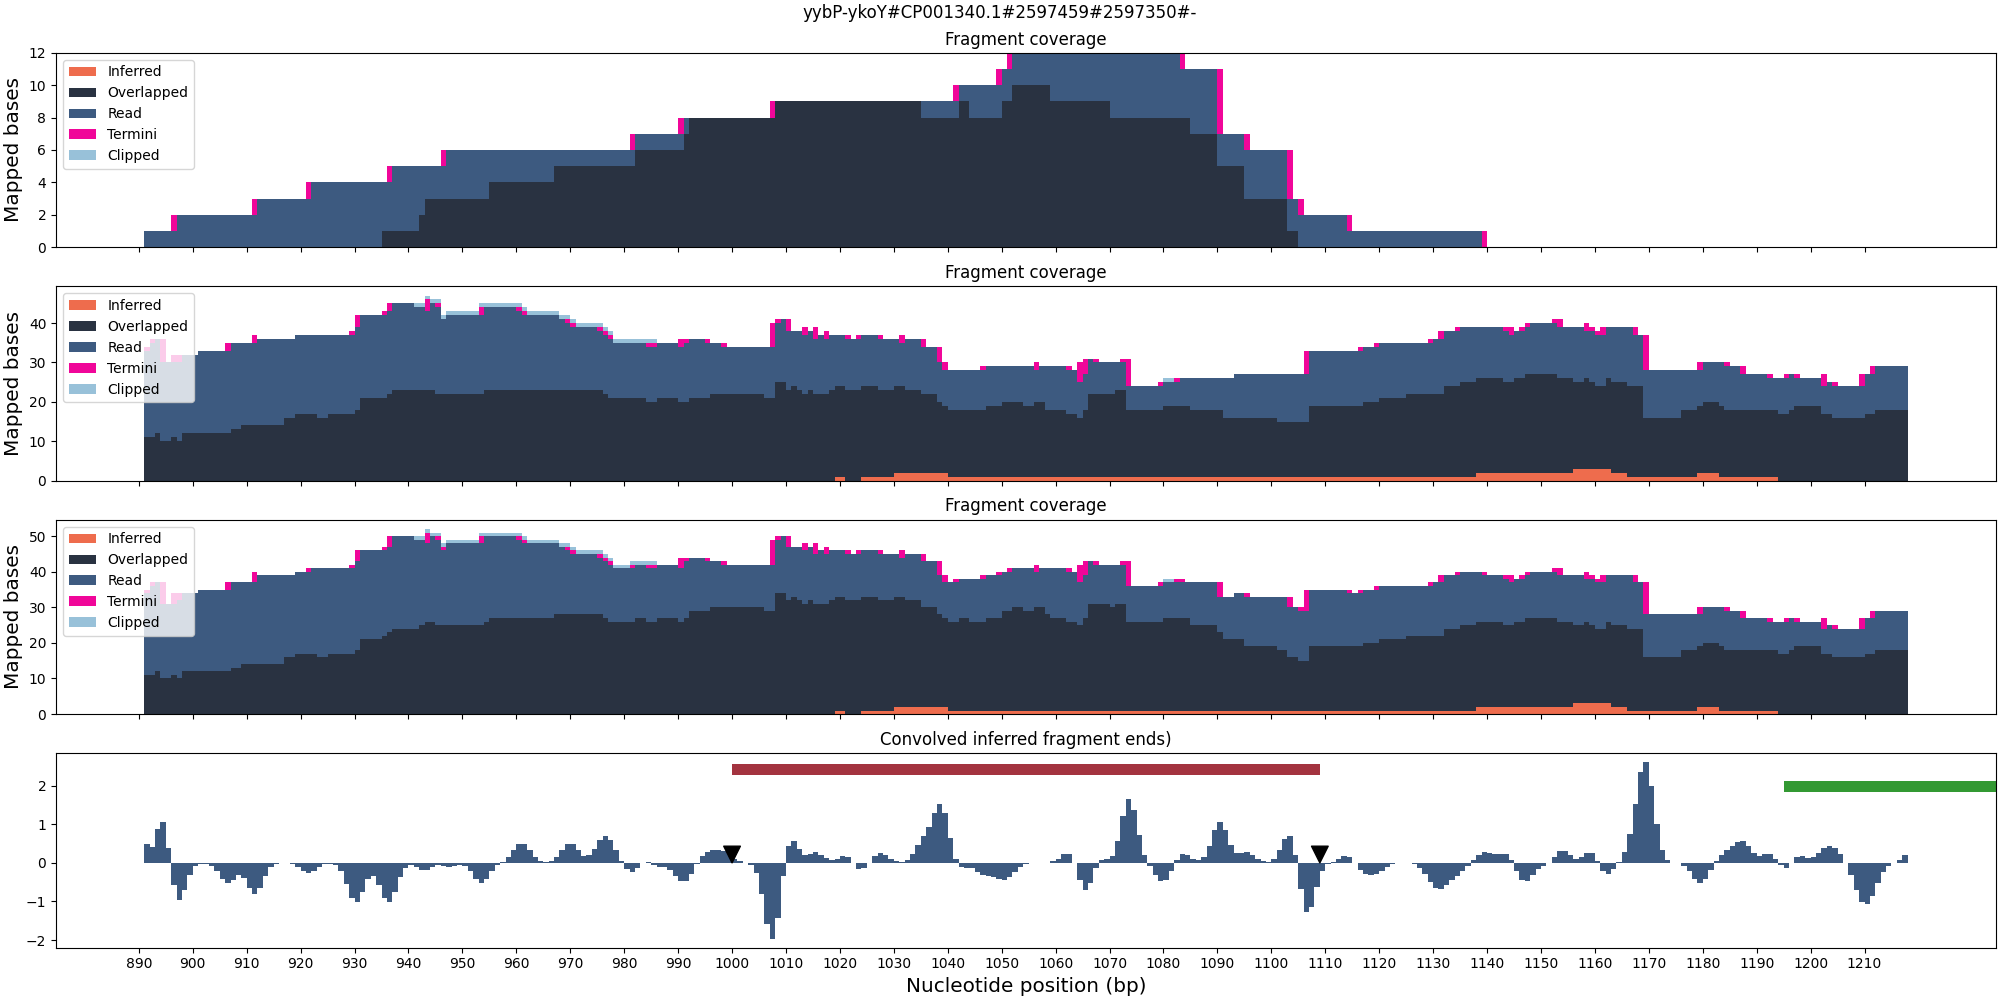 yybP-ykoY#CP001340.1#2597459#2597350#-
Fragment coverage
Mapped bases
12
10
8
6
4
2
0
Inferred
Overlapped
Read
Termini
Clipped
Fragment coverage
Mapped bases
40
30
20
10
0
Inferred
Overlapped
Read
Termini
Clipped
Fragment coverage
Mapped bases
50
40
30
20
10
0
Inferred
Overlapped
Read
Termini
Clipped
Convolved inferred fragment ends)
2
1
0
−1
−2
890 900 910 920 930 940 950 960 970 980 990 1000 1010 1020 1030 1040 1050 1060 1070 1080 1090 1100 1110 1120 1130 1140 1150 1160 1170 1180 1190 1200 1210
Nucleotide position (bp)